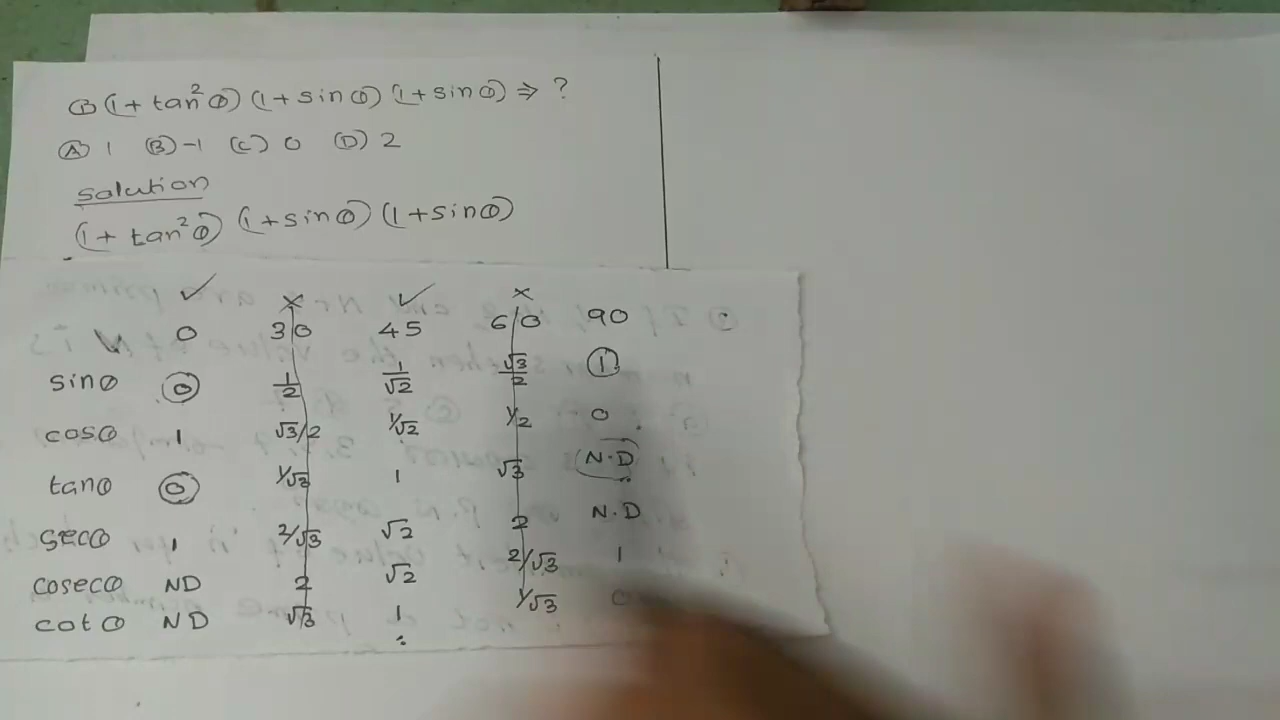 ① (1 + tan²θ) (1 + sinθ) (1 + sinθ) ⇒ ?
(A) 1 (B) -1 (C) 0 (D) 2
Solution
(1 + tan²θ) (1 + sinθ) (1 + sinθ)
✓ × ✓ ×
0 30 45 60 90
sinθ 0 1/2 1/√2 √3/2 1
cosθ 1 √3/2 1/√2 1/2 0
tanθ 0 1/√3 1 √3 (N.D)
secθ 1 2/√3 √2 2 N.D
cosecθ ND 2 √2 2/√3 1
cotθ ND √3 1 1/√3